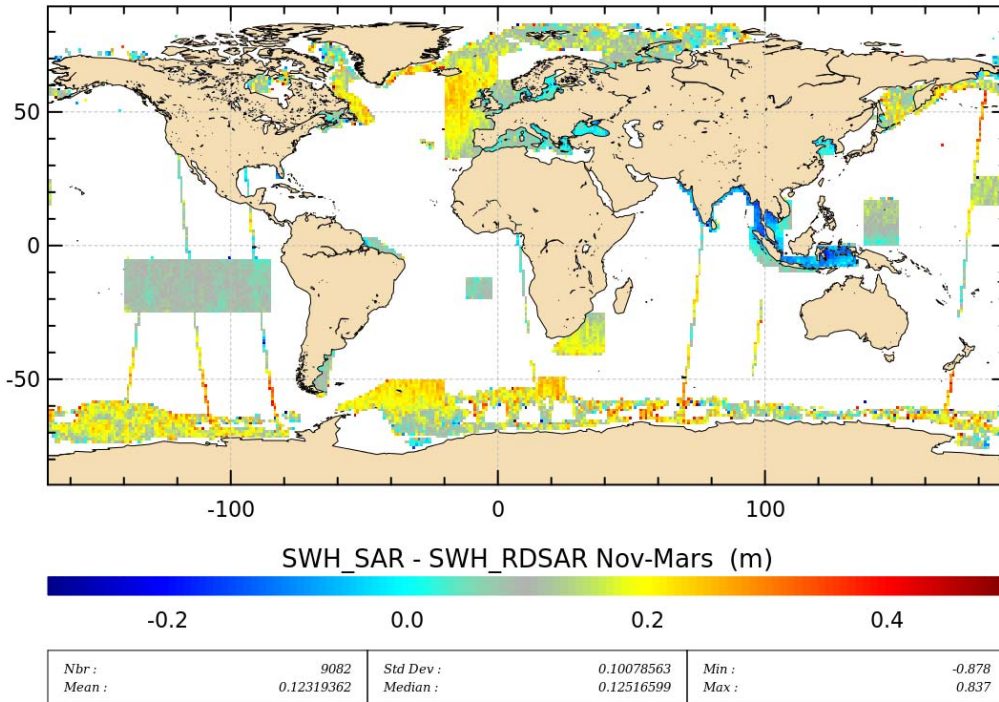 50
0
-50
-100 0 100
SWH_SAR - SWH_RDSAR Nov-Mars (m)
-0.2 0.0 0.2 0.4
Nbr : 9082 Std Dev : 0.10078563 Min : -0.878
Mean : 0.12319362 Median : 0.12516599 Max : 0.837